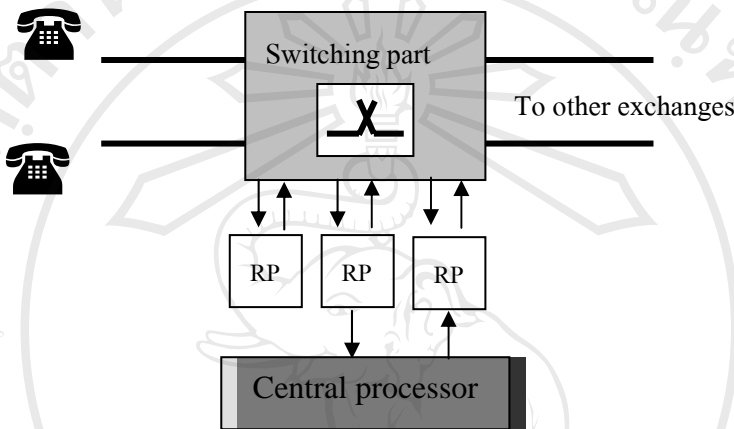 Switching part
To other exchanges
RP
RP
RP
Central processor